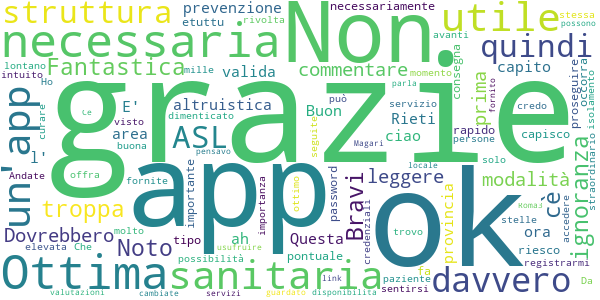 struttura prevenzione necessariamente
etuttu rivolta avanti stessa possono
necessaria Non. utile
lontano mille
Fantastica valida commentare consegna quindi
intuito Ho può momento prima capito proseguire occorra
un'app grazie
curare E' altruistica Buon parla
visto dimenticato servizio credo
area ASL Rieti rapido capisco
l' buona ciao persone straordinario isolamento
Ce pensavo seguite Magari solo
Andate offra app ok locale fornito ignoranza
troppa fornite importante leggere modalità
importanza ottimo password Bravi cè
Dovrebbero Noto tipo ah Questa credenziali trovo provincia Roma) stelle accedere
elevata Che molto possibilità puntuale ora riesco
Ottima usufruire fa registrarmi
sanitaria link paziente davvero Da
servizi sentirsi
valutazioni cambiate guardato disponibilità